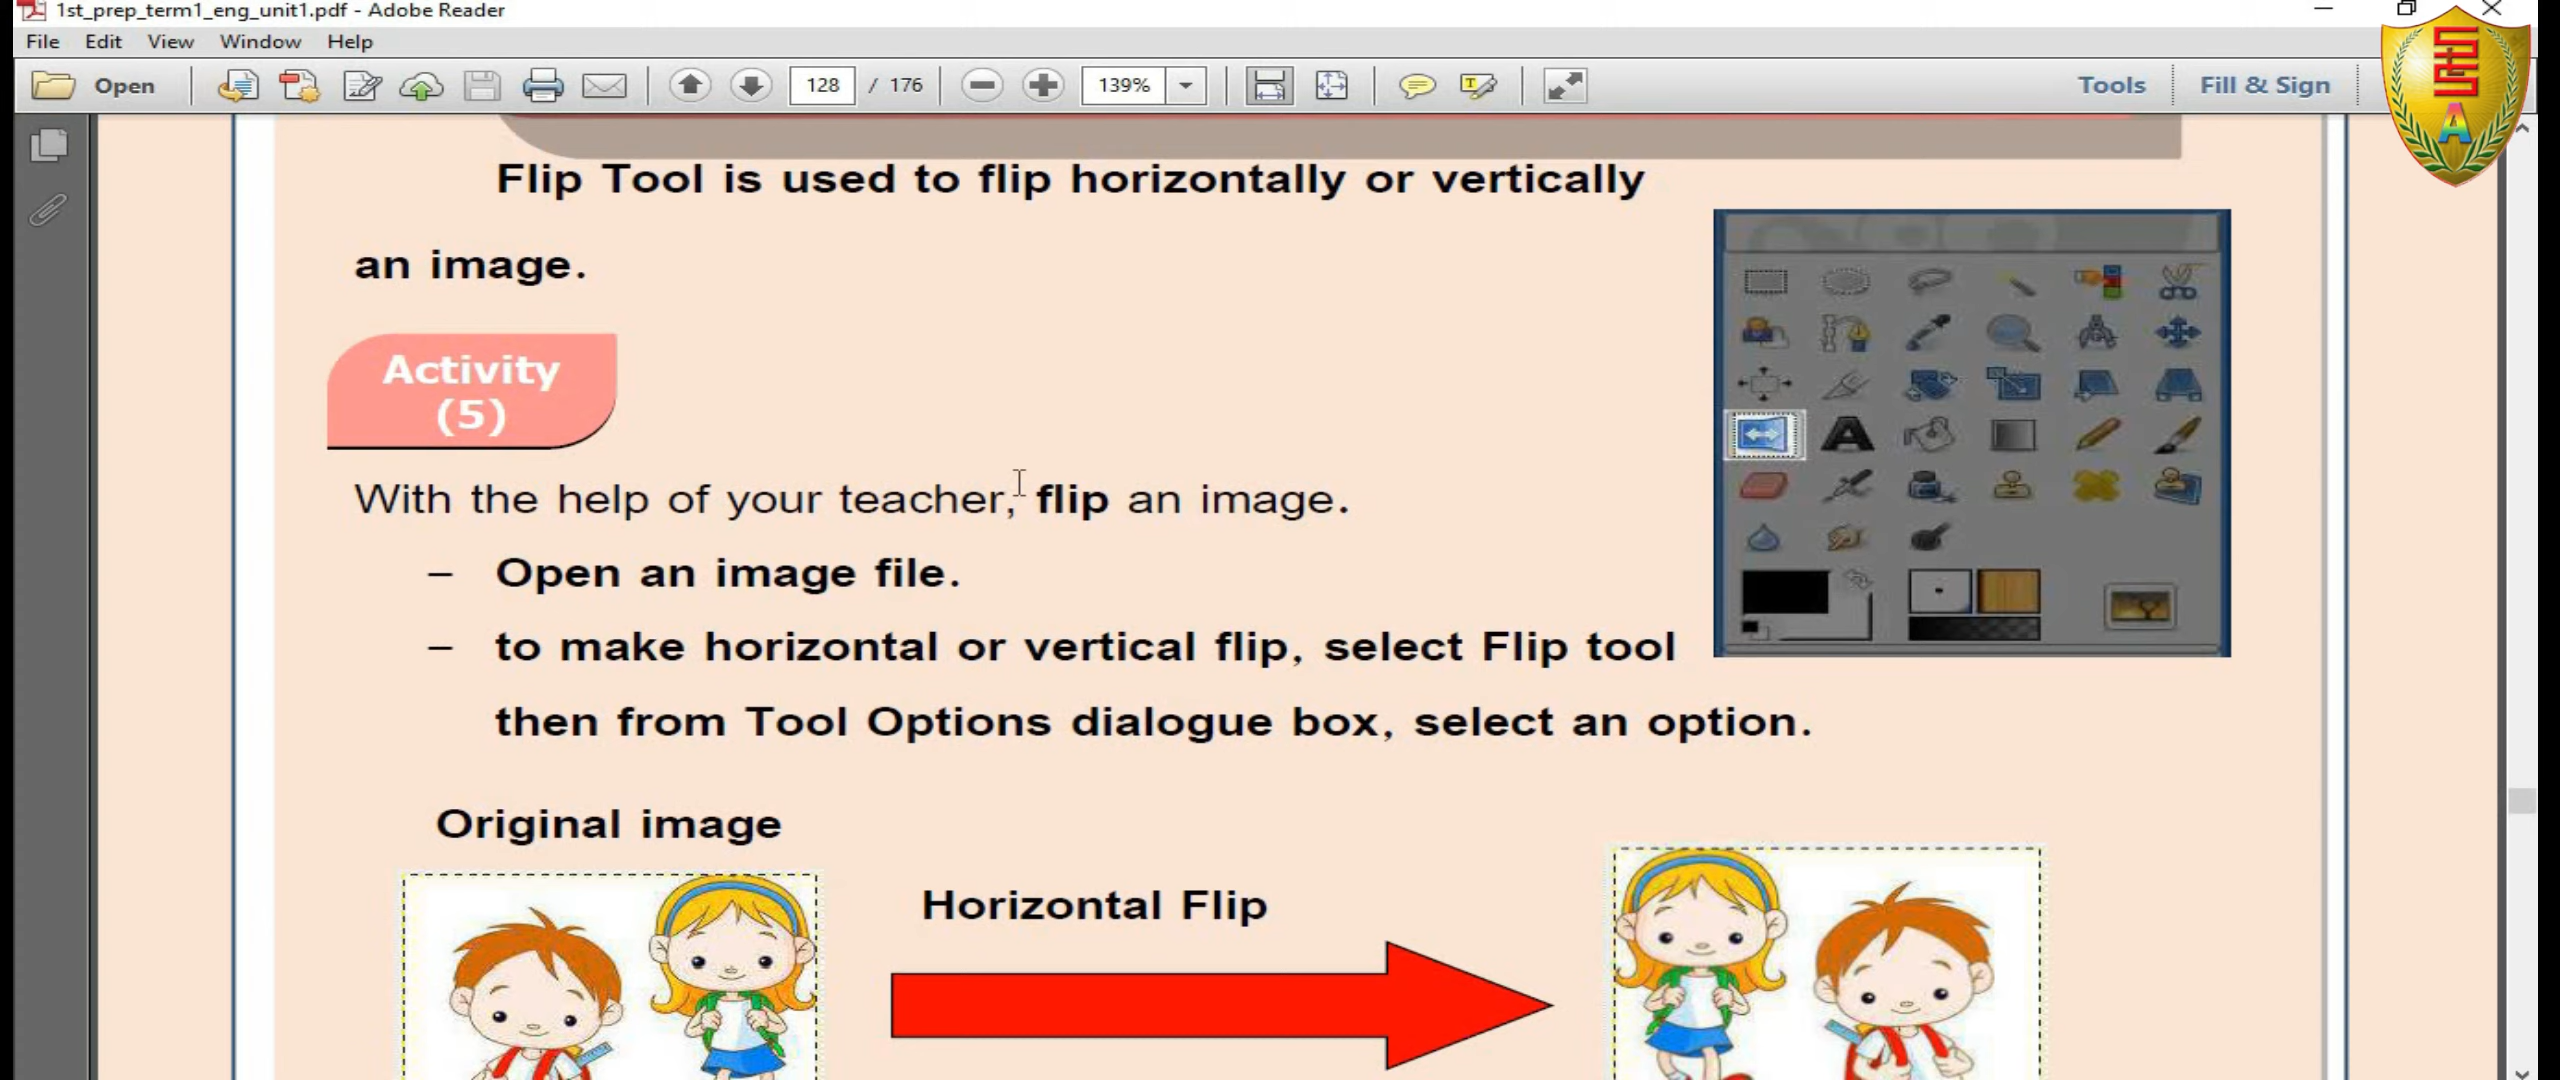 1st_prep_term1_eng_unit1.pdf - Adobe Reader
File Edit View Window Help
Open 128 / 176 139% Tools Fill & Sign
Flip Tool is used to flip horizontally or vertically
an image.
Activity
(5)
With the help of your teacher, flip an image.
– Open an image file.
– to make horizontal or vertical flip, select Flip tool
then from Tool Options dialogue box, select an option.
Original image
Horizontal Flip